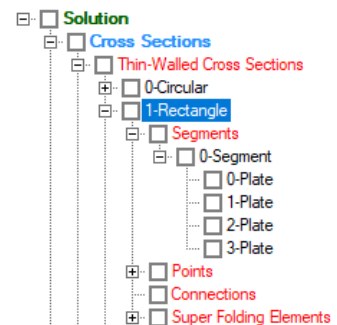 Solution
Cross Sections
Thin-Walled Cross Sections
0-Circular
1-Rectangle
Segments
0-Segment
0-Plate
1-Plate
2-Plate
3-Plate
Points
Connections
Super Folding Elements